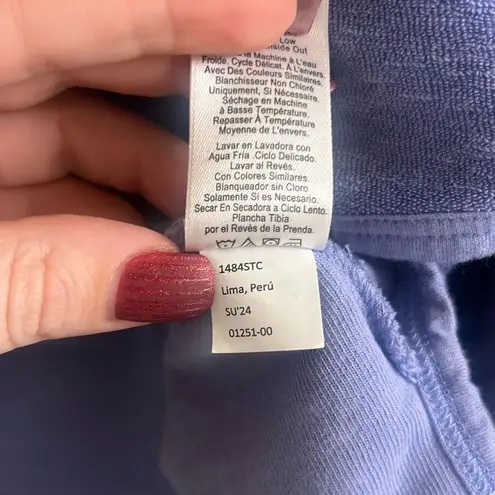 Low
Inside Out
la Machine à L'eau
Froide, Cycle Délicat. À L'envers.
Avec Des Couleurs Similaires.
Blanchisseur Non Chloré
Uniquement, Si Nécessaire.
Séchage en Machine
à Basse Température.
Repasser À Température
Moyenne de L'envers.
Lavar en Lavadora con
Agua Fría .Ciclo Delicado.
Lavar al Revés.
Con Colores Similares.
Blanqueador sin Cloro
Solamente Si es Necesario.
Secar En Secadora a Ciclo Lento.
Plancha Tibia
por el Revés de la Prenda.
1484STC
Lima, Perú
SU'24
01251-00